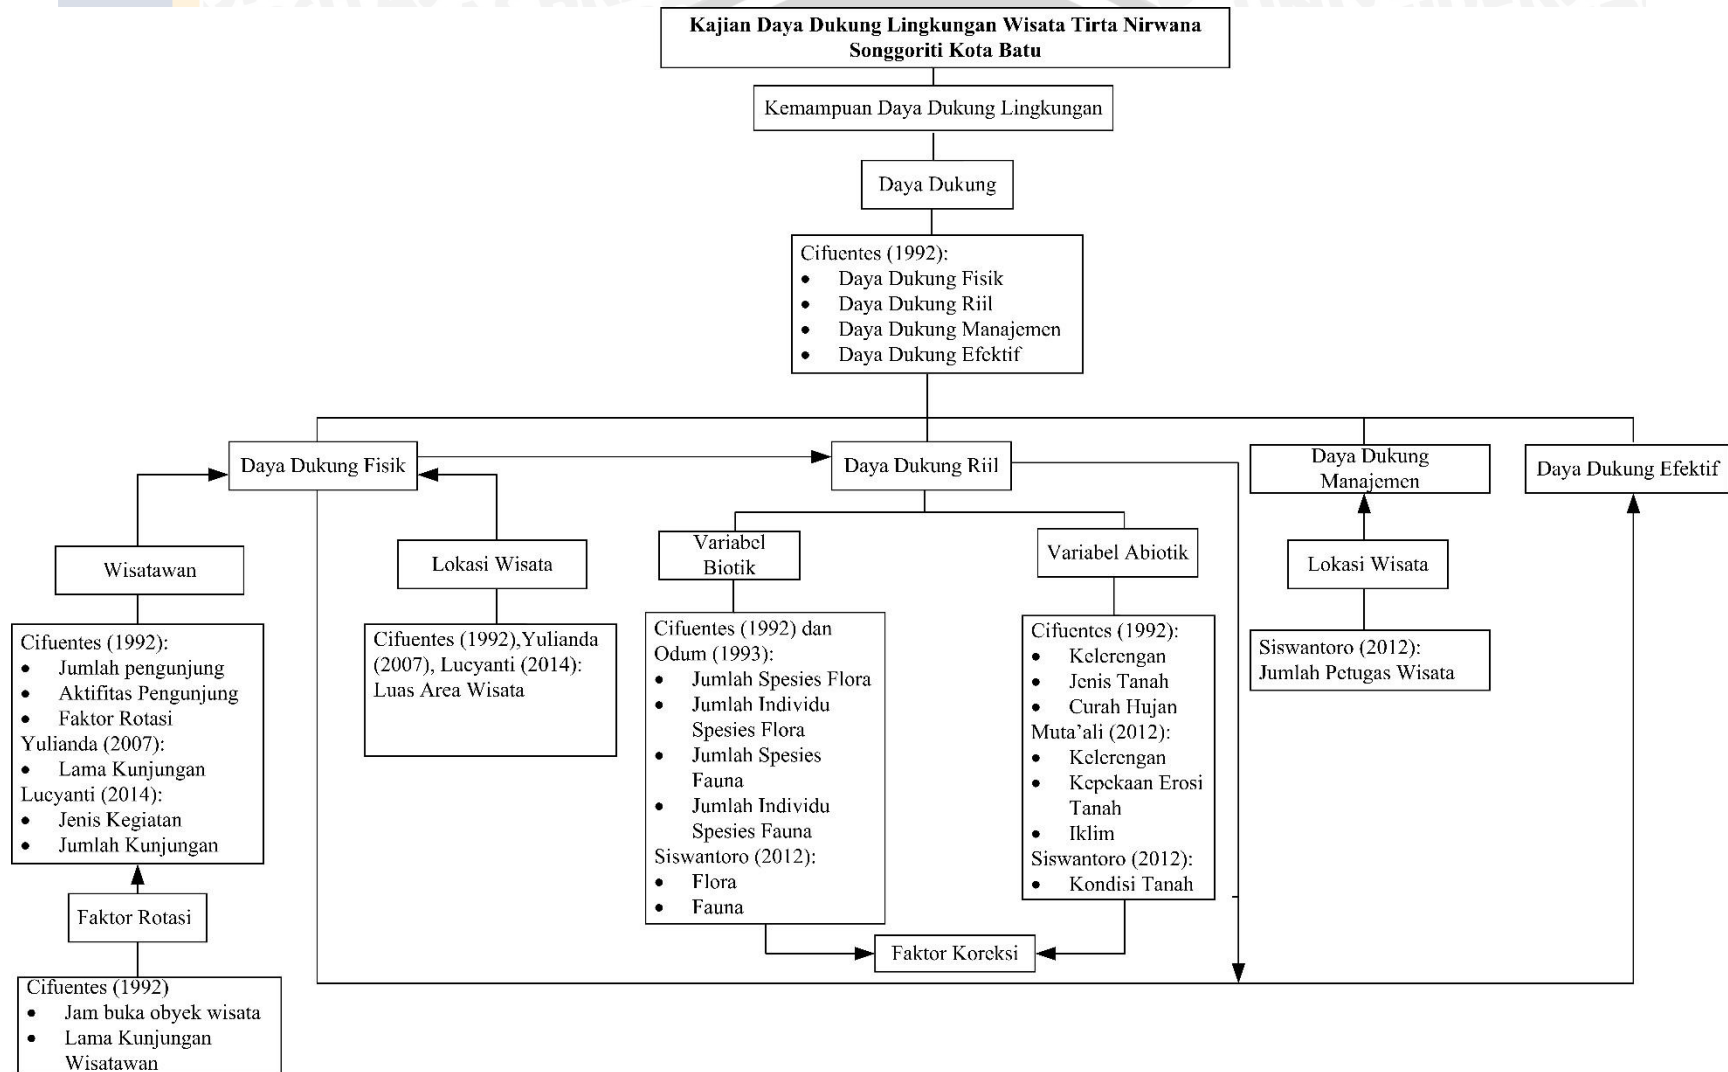 Kajian Daya Dukung Lingkungan Wisata Tirta Nirwana
Songgoriti Kota Batu
Kemampuan Daya Dukung Lingkungan
Daya Dukung
Cifuentes (1992):
• Daya Dukung Fisik
• Daya Dukung Riil
• Daya Dukung Manajemen
• Daya Dukung Efektif
Daya Dukung Fisik
Daya Dukung Riil
Daya Dukung
Manajemen
Daya Dukung Efektif
Wisatawan
Lokasi Wisata
Variabel
Biotik
Variabel Abiotik
Lokasi Wisata
Cifuentes (1992):
• Jumlah pengunjung
• Aktifitas Pengunjung
• Faktor Rotasi
Yulianda (2007):
• Lama Kunjungan
Lucyanti (2014):
• Jenis Kegiatan
• Jumlah Kunjungan
Cifuentes (1992),Yulianda
(2007), Lucyanti (2014):
Luas Area Wisata
Cifuentes (1992) dan
Odum (1993):
• Jumlah Spesies Flora
• Jumlah Individu
Spesies Flora
• Jumlah Spesies
Fauna
• Jumlah Individu
Spesies Fauna
Siswantoro (2012):
• Flora
• Fauna
Cifuentes (1992):
• Kelerengan
• Jenis Tanah
• Curah Hujan
Muta’ali (2012):
• Kelerengan
• Kepekaan Erosi
Tanah
• Iklim
Siswantoro (2012):
• Kondisi Tanah
Siswantoro (2012):
Jumlah Petugas Wisata
Faktor Rotasi
Faktor Koreksi
Cifuentes (1992)
• Jam buka obyek wisata
• Lama Kunjungan
Wisatawan